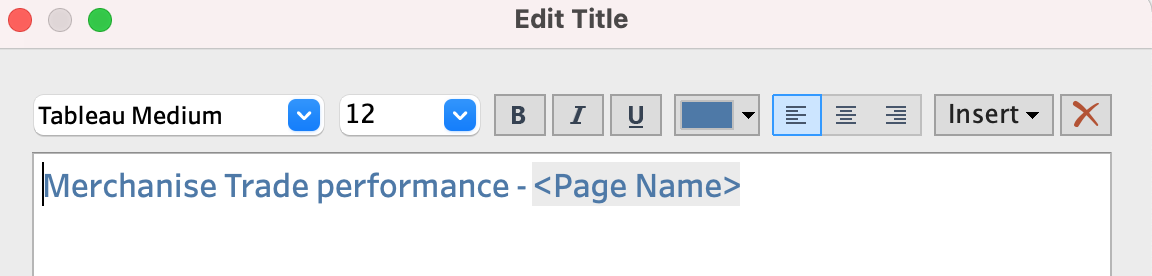 Edit Title
Tableau Medium 12 B I U Insert
Merchanise Trade performance - <Page Name>